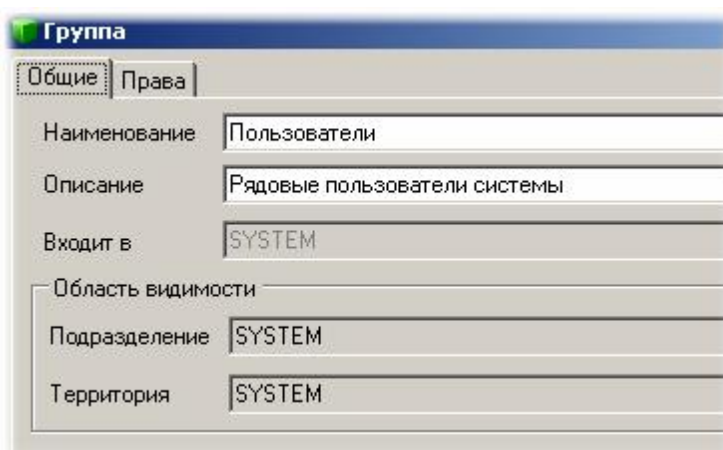 Группа
Общие Права
Наименование Пользователи
Описание Рядовые пользователи системы
Входит в SYSTEM
Область видимости
Подразделение SYSTEM
Территория SYSTEM